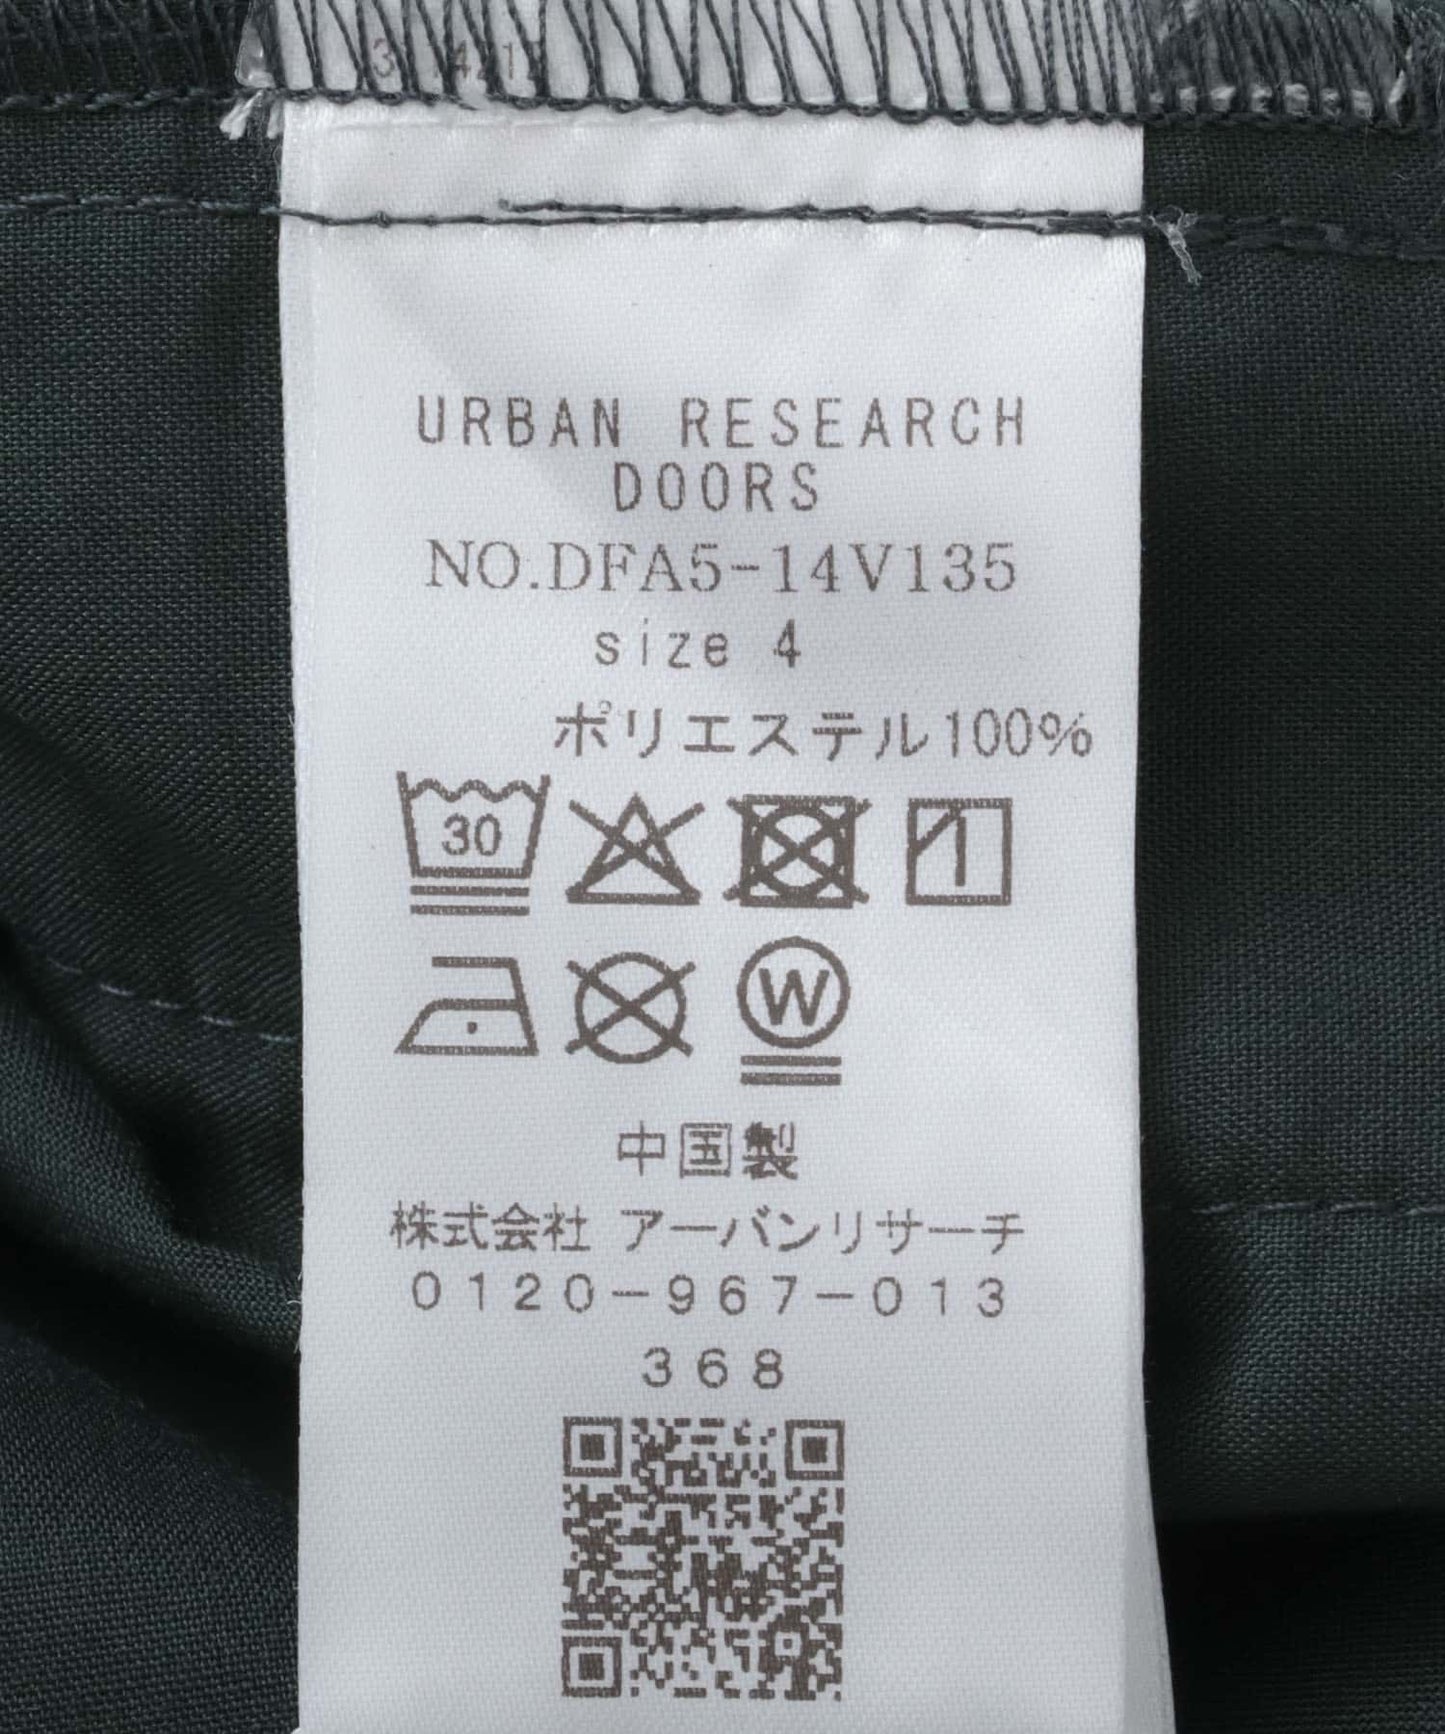 URBAN RESEARCH
DOORS
NO.DFA5-14V135
size 4
ポリエステル100%
30
W
中国製
株式会社 アーバンリサーチ
0120-967-013
368